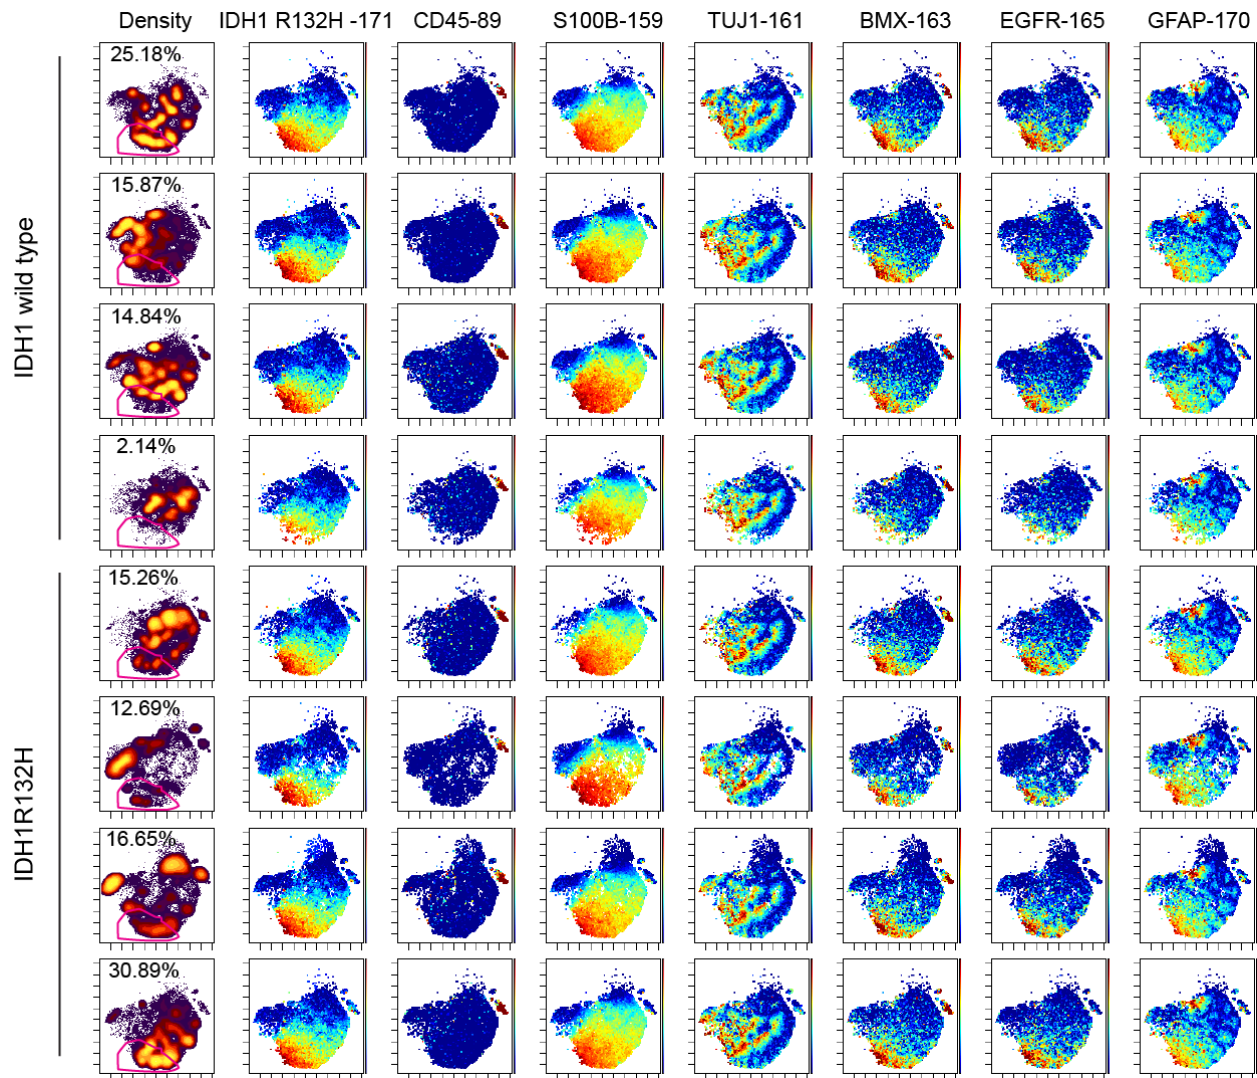 Density IDH1 R132H -171 CD45-89 S100B-159 TUJ1-161 BMX-163 EGFR-165 GFAP-170
IDH1 wild type
25.18%
15.87%
14.84%
2.14%
IDH1R132H
15.26%
12.69%
16.65%
30.89%